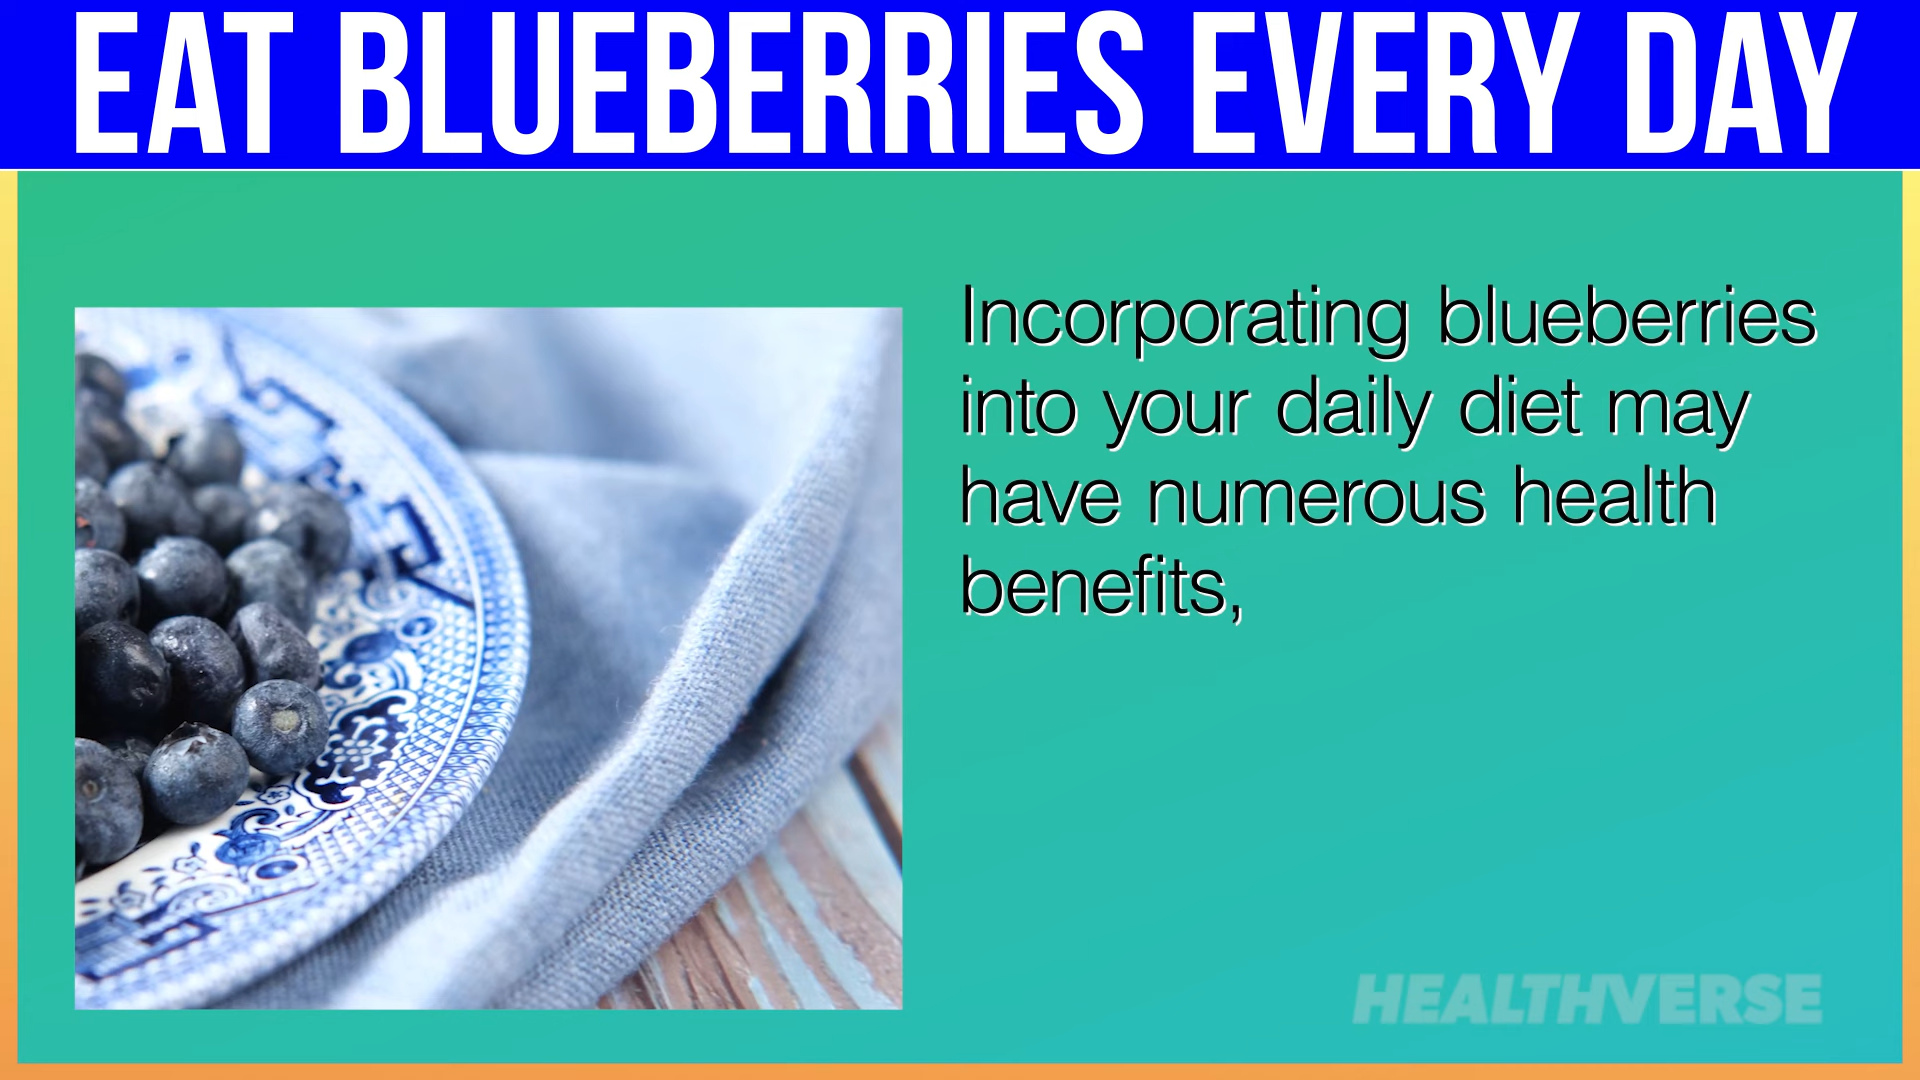 EAT BLUEBERRIES EVERY DAY
Incorporating blueberries
into your daily diet may
have numerous health
benefits,
HEALTHVERSE